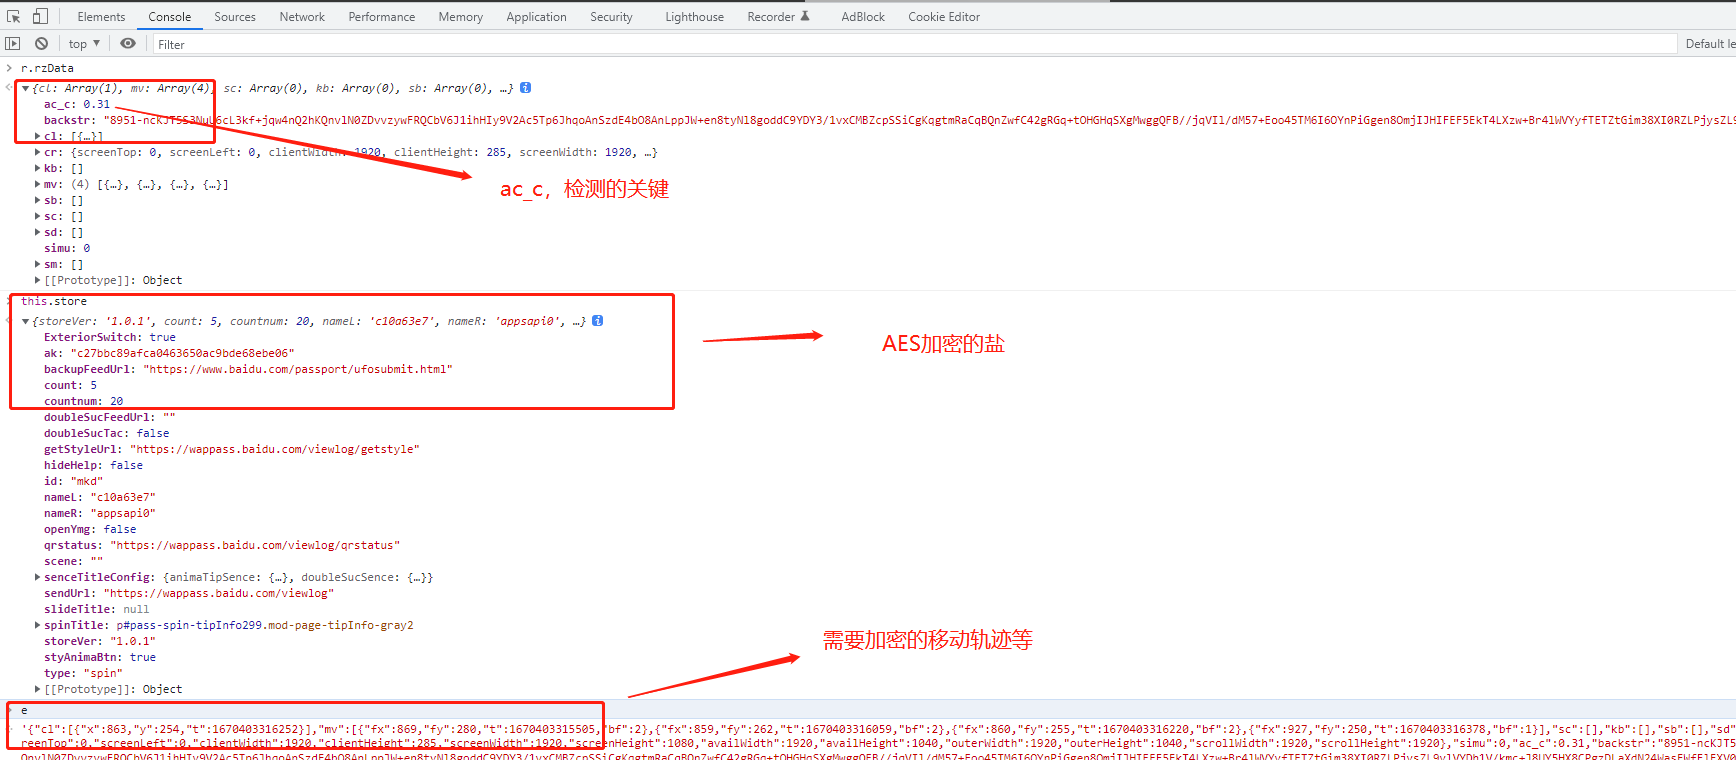 Elements Console Sources Network Performance Memory Application Security Lighthouse Recorder AdBlock Cookie Editor
top ▼ Filter Default le
> r.rzData
{cl: Array(1), mv: Array(4), sc: Array(0), kb: Array(0), sb: Array(0), …}
ac_c: 0.31
backstr: "8951-ncKJT5S3NuU6cL3kf+jqw4nQ2hKQnvlN0ZDvvzywFRQCbV6J1ihHIy9V2Ac5Tp6JhqoAnSzdE4bO8AnLppJW+en8tyNl8goddC9YDY3/1vxCMBZcpSSiCgKqgtmRaCqBQnZwfC42gRGq+tOHGHqSXgMwggQFB//jqVIl/dM57+Eoo45TM6I6OYnPiGgen8OmjIJHIFEF5EkT4LXzw+Br4lWVYyfTETZtGim38XI0RZLPjysZL9
cl: [{…}]
cr: {screenTop: 0, screenLeft: 0, clientWidth: 1920, clientHeight: 285, screenWidth: 1920, …}
kb: []
mv: (4) [{…}, {…}, {…}, {…}]
ac_c，检测的关键
sb: []
sc: []
sd: []
simu: 0
sm: []
[[Prototype]]: Object
this.store
{storeVer: '1.0.1', count: 5, countnum: 20, nameL: 'c10a63e7', nameR: 'appsapi0', …}
ExteriorSwitch: true
AES加密的盐
ak: "c27bbc89afca0463650ac9bde68ebe06"
backupFeedUrl: "https://www.baidu.com/passport/ufosubmit.html"
count: 5
countnum: 20
doubleSucFeedUrl: ""
doubleSucTac: false
getStyleUrl: "https://wappass.baidu.com/viewlog/getstyle"
hideHelp: false
id: "mkd"
nameL: "c10a63e7"
nameR: "appsapi0"
openYmg: false
qrstatus: "https://wappass.baidu.com/viewlog/qrstatus"
scene: ""
senceTitleConfig: {animaTipSence: {…}, doubleSucSence: {…}}
sendUrl: "https://wappass.baidu.com/viewlog"
slideTitle: null
spinTitle: p#pass-spin-tipInfo299.mod-page-tipInfo-gray2
storeVer: "1.0.1"
需要加密的移动轨迹等
styAnimaBtn: true
type: "spin"
[[Prototype]]: Object
e
'{"cl":[{"x":863,"y":254,"t":1670403316252}],"mv":[{"fx":869,"fy":280,"t":1670403315505,"bf":2},{"fx":859,"fy":262,"t":1670403316059,"bf":2},{"fx":860,"fy":255,"t":1670403316220,"bf":2},{"fx":927,"fy":250,"t":1670403316378,"bf":1}],"sc":[],"kb":[],"sb":[],"sd"
reenTop":0,"screenLeft":0,"clientWidth":1920,"clientHeight":285,"screenWidth":1920,"screenHeight":1080,"availWidth":1920,"availHeight":1040,"outerWidth":1920,"outerHeight":1040,"scrollWidth":1920,"scrollHeight":1920},"simu":0,"ac_c":0.31,"backstr":"8951-ncKJT5